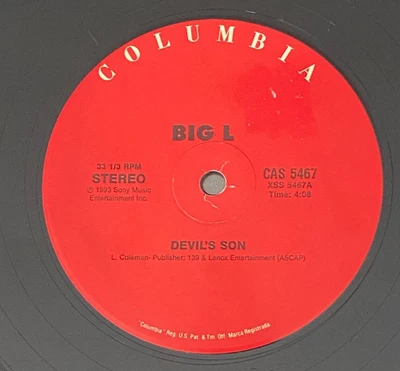 COLUMBIA
BIG L
33 1/3 RPM
STEREO
℗ 1993 Sony Music
Entertainment Inc.
CAS 5467
XSS 5467A
Time: 4:08
DEVIL'S SON
L. Coleman- Publisher: 139 & Lenox Entertainment (ASCAP)
"Columbia" Reg. U.S. Pat. & Tm. Off. Marca Registrada.